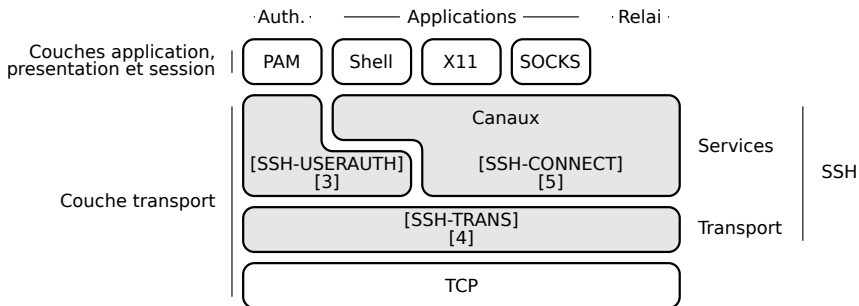 Auth. Applications Relai
Couches application,
presentation et session
PAM Shell X11 SOCKS
Canaux
[SSH-USERAUTH]
[3]
[SSH-CONNECT]
[5]
Services
SSH
Couche transport
[SSH-TRANS]
[4]
Transport
TCP